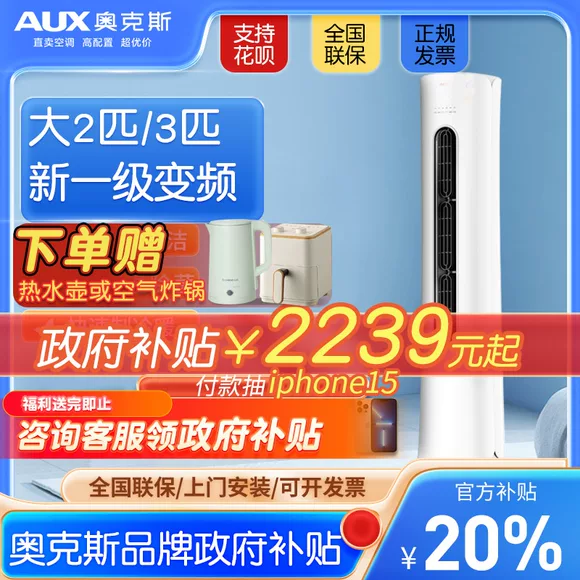 AUX奥克斯
直卖空调 高配置 超优价
支持花呗
全国联保
正规发票
大2匹/3匹
新一级变频
下单赠
热水壶或空气炸锅
政府补贴¥2239元起
付款抽iphone15
福利送完即止
咨询客服领政府补贴
全国联保/上门安装/可开发票
官方补贴
奥克斯品牌政府补贴
¥20%